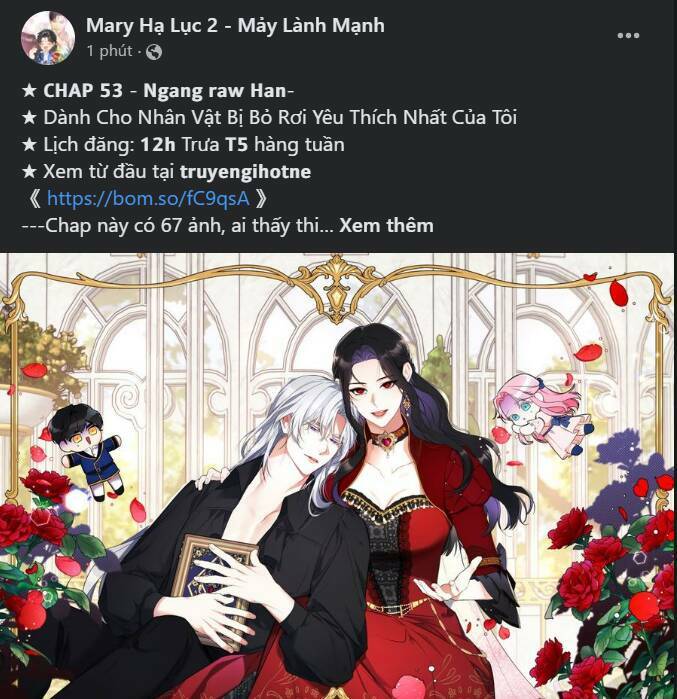 Mary Hạ Lục 2 - Mảy Lành Mạnh
1 phút ·
★ CHAP 53 - Ngang raw Han-
★ Dành Cho Nhân Vật Bị Bỏ Rơi Yêu Thích Nhất Của Tôi
★ Lịch đăng: 12h Trưa T5 hàng tuần
★ Xem từ đầu tại truyengihotne
《 https://bom.so/fC9qsA 》
---Chap này có 67 ảnh, ai thấy thi... Xem thêm